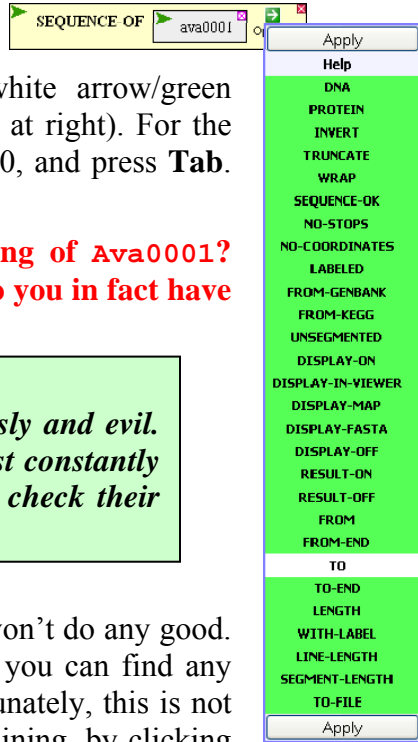 SEQUENCE-OF ava0001
white arrow/green
at right). For the
0, and press Tab.
ng of Ava0001?
you in fact have
sly and evil.
st constantly
check their
won't do any good.
you can find any
unately, this is not
ining, by clicking
Apply
Help
DNA
PROTEIN
INVERT
TRUNCATE
WRAP
SEQUENCE-OK
NO-STOPS
NO-COORDINATES
LABELED
FROM-GENBANK
FROM-KEGG
UNSEGMENTED
DISPLAY-ON
DISPLAY-IN-VIEWER
DISPLAY-MAP
DISPLAY-FASTA
DISPLAY-OFF
RESULT-ON
RESULT-OFF
FROM
FROM-END
TO
TO-END
LENGTH
WITH-LABEL
LINE-LENGTH
SEGMENT-LENGTH
TO-FILE
Apply